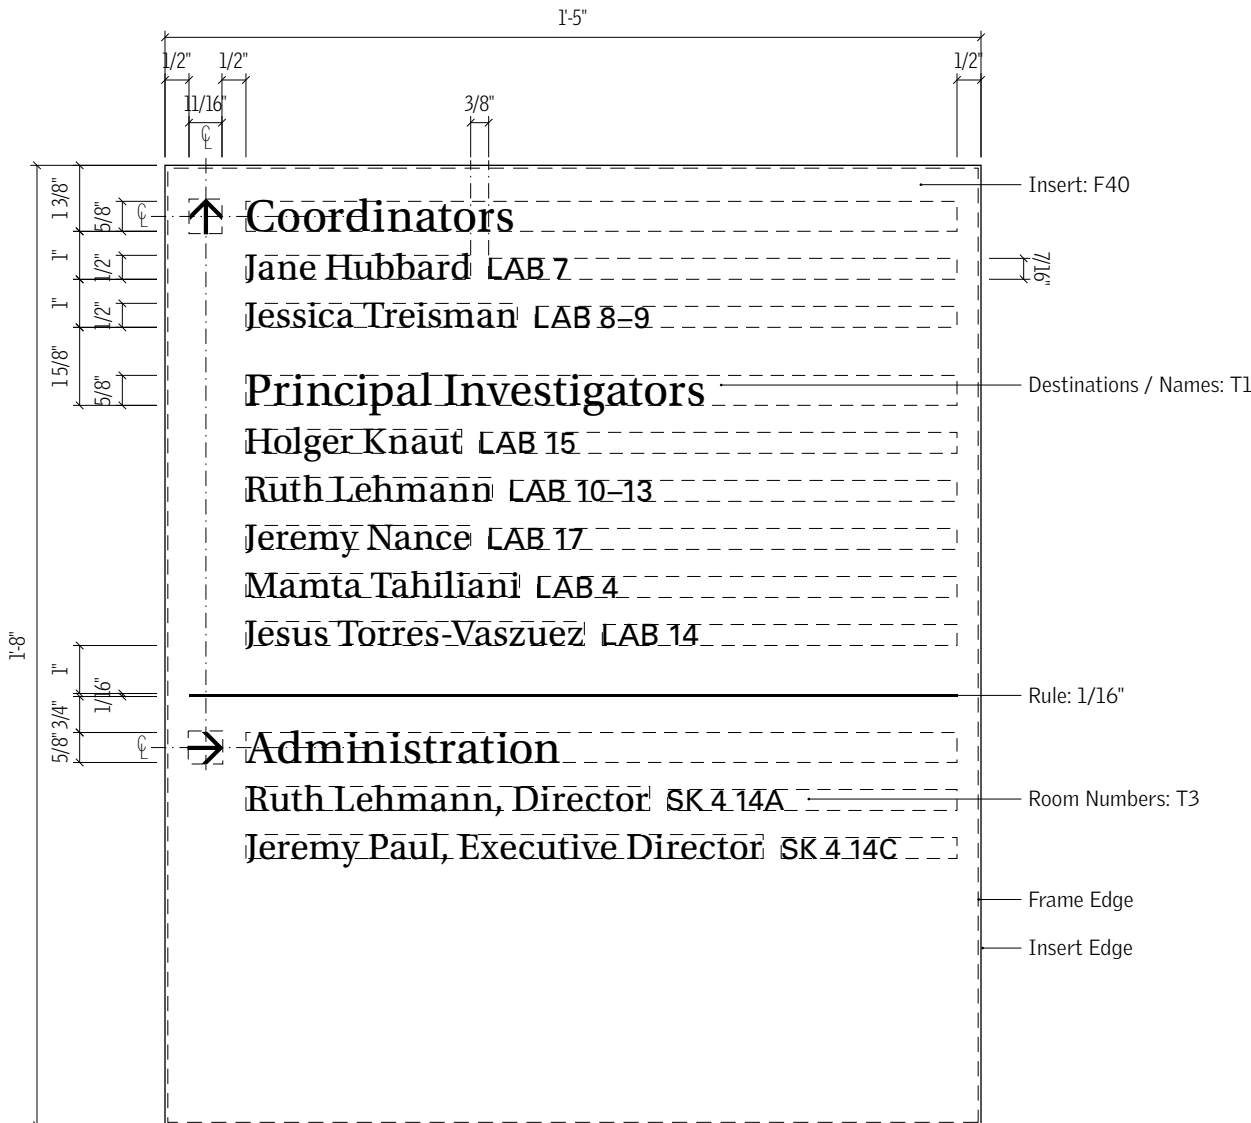 1'-5"
1/2" 1/2" 1/2"
11/16" 3/8"
℄
1 3/8" 5/8" ℄ Coordinators
Insert: F40
1" 1/2" Jane Hubbard LAB 7 7/16"
1" 1/2" Jessica Treisman LAB 8–9
1 5/8" 5/8" Principal Investigators
Destinations / Names: T1
Holger Knaut LAB 15
Ruth Lehmann LAB 10–13
Jeremy Nance LAB 17
Mamta Tahiliani LAB 4
Jesus Torres-Vaszuez LAB 14
1'-8"
1" 1/16" Rule: 1/16"
3/4"
5/8" ℄ Administration
Ruth Lehmann, Director SK 4 14A Room Numbers: T3
Jeremy Paul, Executive Director SK 4 14C
Frame Edge
Insert Edge